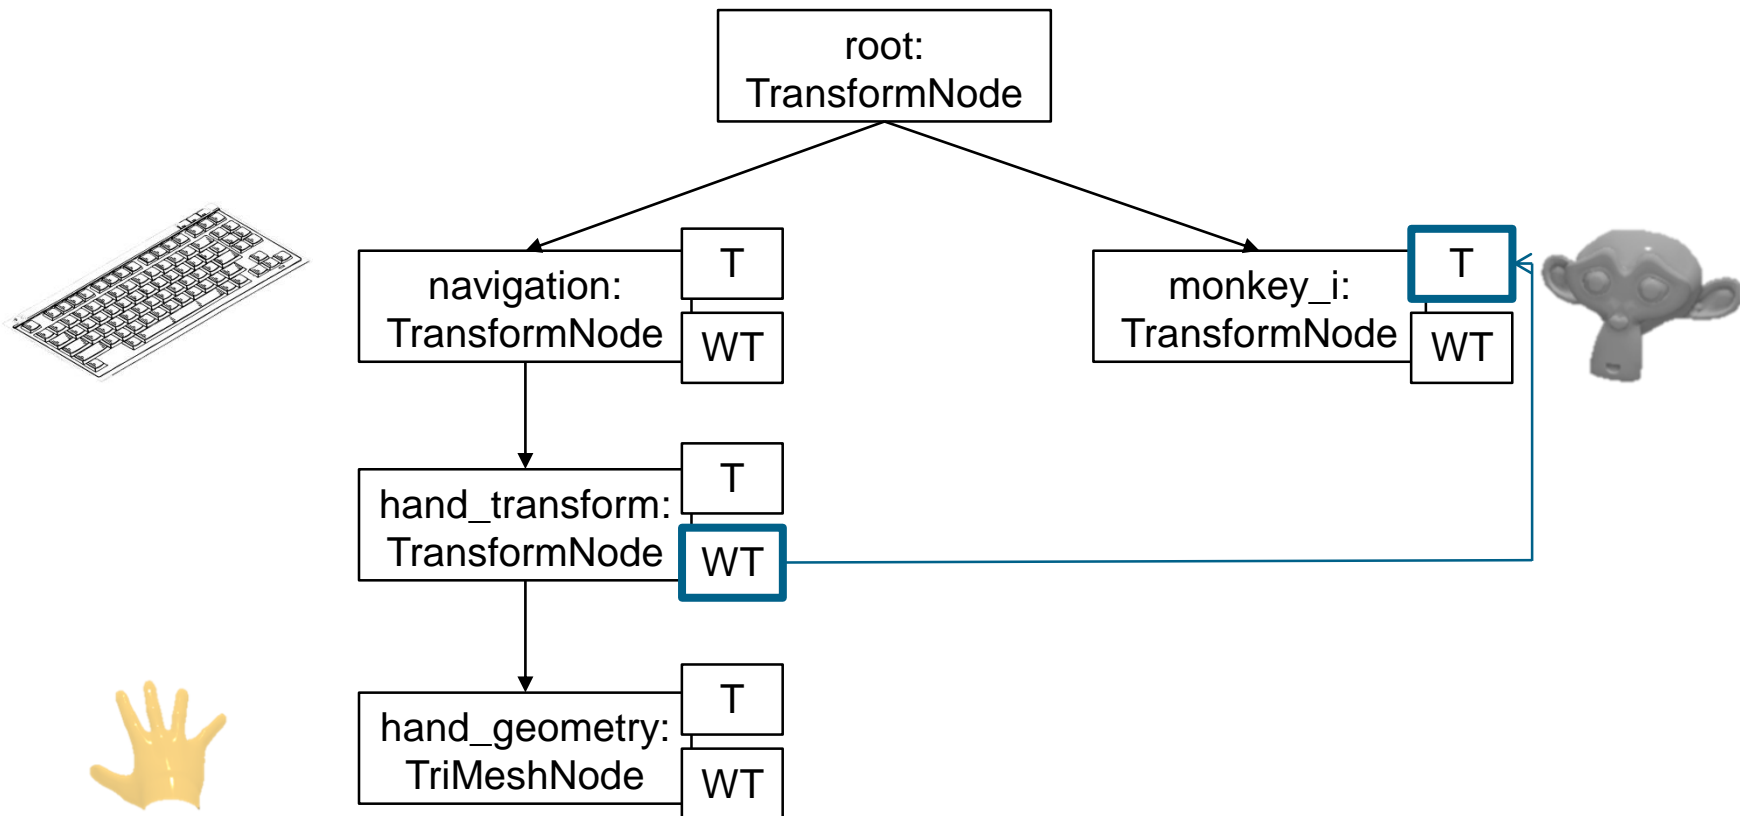 root:
TransformNode
navigation:
TransformNode
T
WT
monkey_i:
TransformNode
T
WT
hand_transform:
TransformNode
T
WT
hand_geometry:
TriMeshNode
T
WT